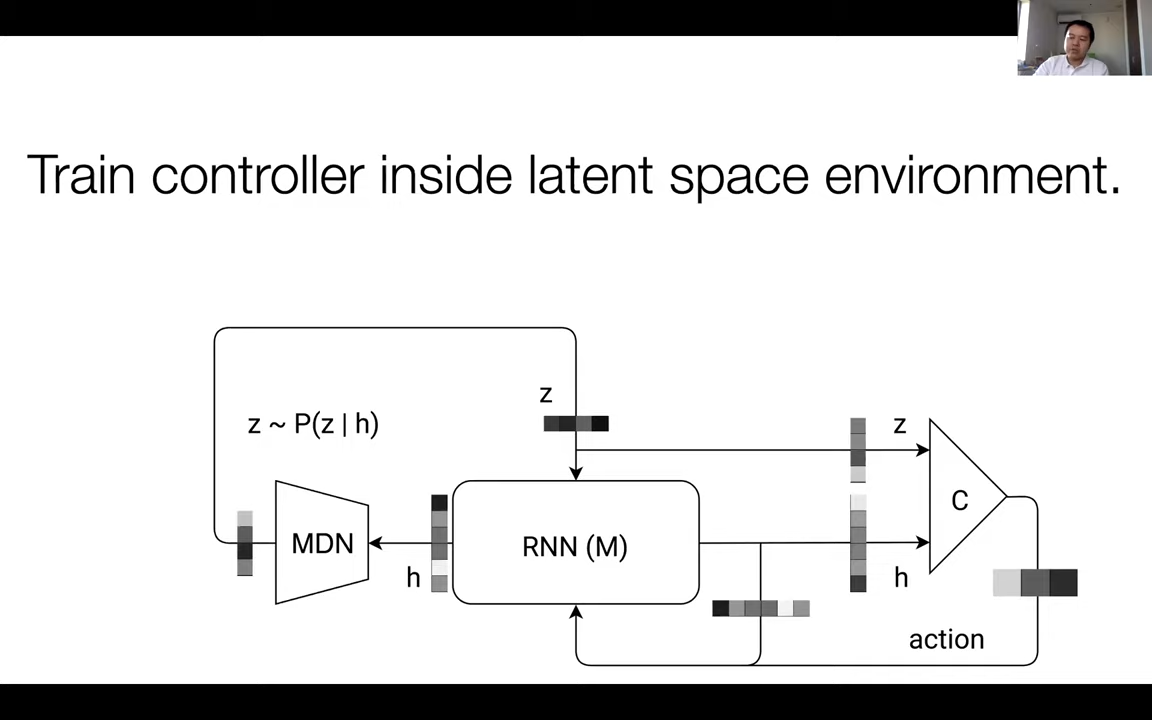 Train controller inside latent space environment.
z
z ~ P(z | h)
z
C
MDN
RNN (M)
h
h
action